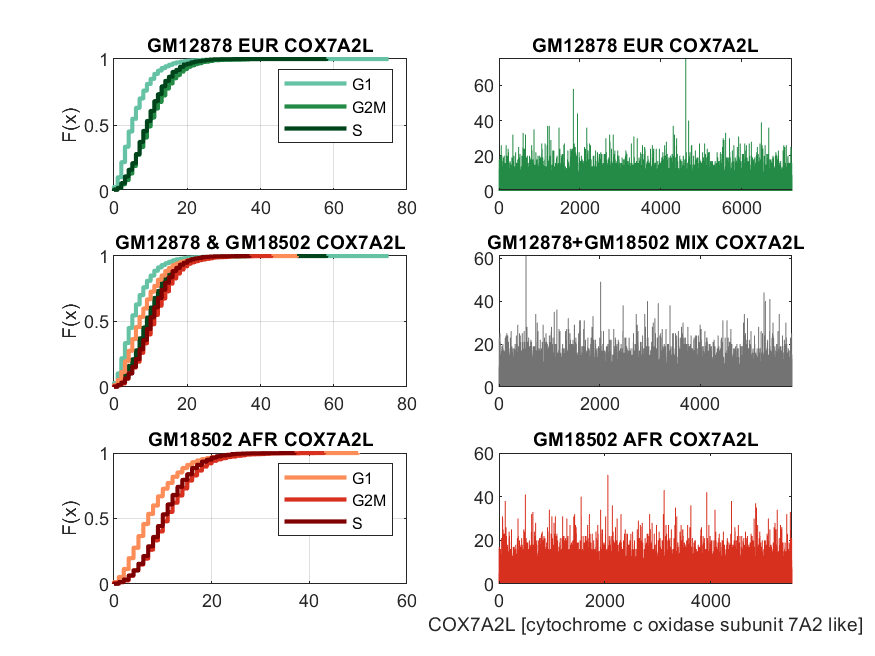 GM12878 EUR COX7A2L
1
0.5
0
F(x)
0 20 40 60 80
G1
G2M
S
GM12878 EUR COX7A2L
60
40
20
0
0 2000 4000 6000
GM12878 & GM18502 COX7A2L
1
0.5
0
F(x)
0 20 40 60 80
GM12878+GM18502 MIX COX7A2L
60
40
20
0
0 2000 4000
GM18502 AFR COX7A2L
1
0.5
0
F(x)
0 20 40 60
G1
G2M
S
GM18502 AFR COX7A2L
60
40
20
0
0 2000 4000
COX7A2L [cytochrome c oxidase subunit 7A2 like]